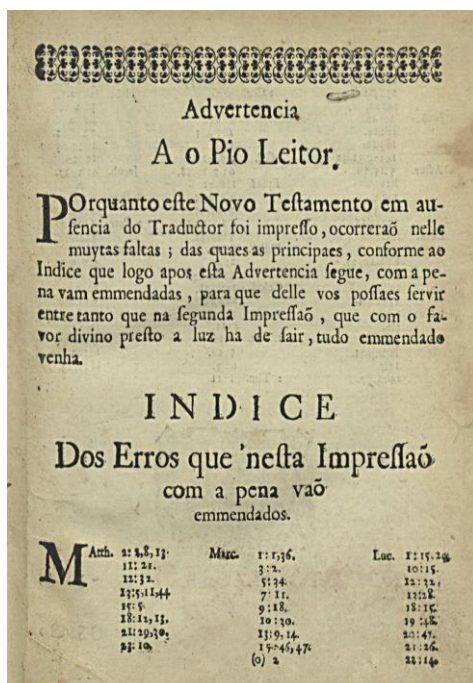 Advertencia
A o Pio Leitor.
POrquanto eſte Novo Teſtamento em au-
ſencia do Traductor foi impreſſo, ocorreraõ nelle
muytas faltas ; das quaes as principaes, conforme ao
Indice que logo apos eſta Advertencia ſegue, com a pe-
na vam emmendadas , para que delle vos poſſaes ſervir
entre tanto que na ſegunda Impreſſaõ , que com o fa-
vor divino preſto a luz ha de ſair, tudo emmendado
venha.
INDICE
Dos Erros que 'neſta Impreſſaõ
com a pena vaõ
emmendados.
MAtth. 2: 2,8,13. Marc. 1: 1,36. Luc. 1: 15.29.
11: 21. 3: 2. 10: 15.
12: 32. 5: 34. 12: 32,
13: 5,11,44 7: 11. 13: 28.
15: 5. 9: 18. 18: 15.
18: 12, 13. 10: 30. 19: 48.
21: 29,30. 13: 9, 14. 20: 47.
23: 10, 15: 46, 47. 21: 26.
(o) 2 22: 14.